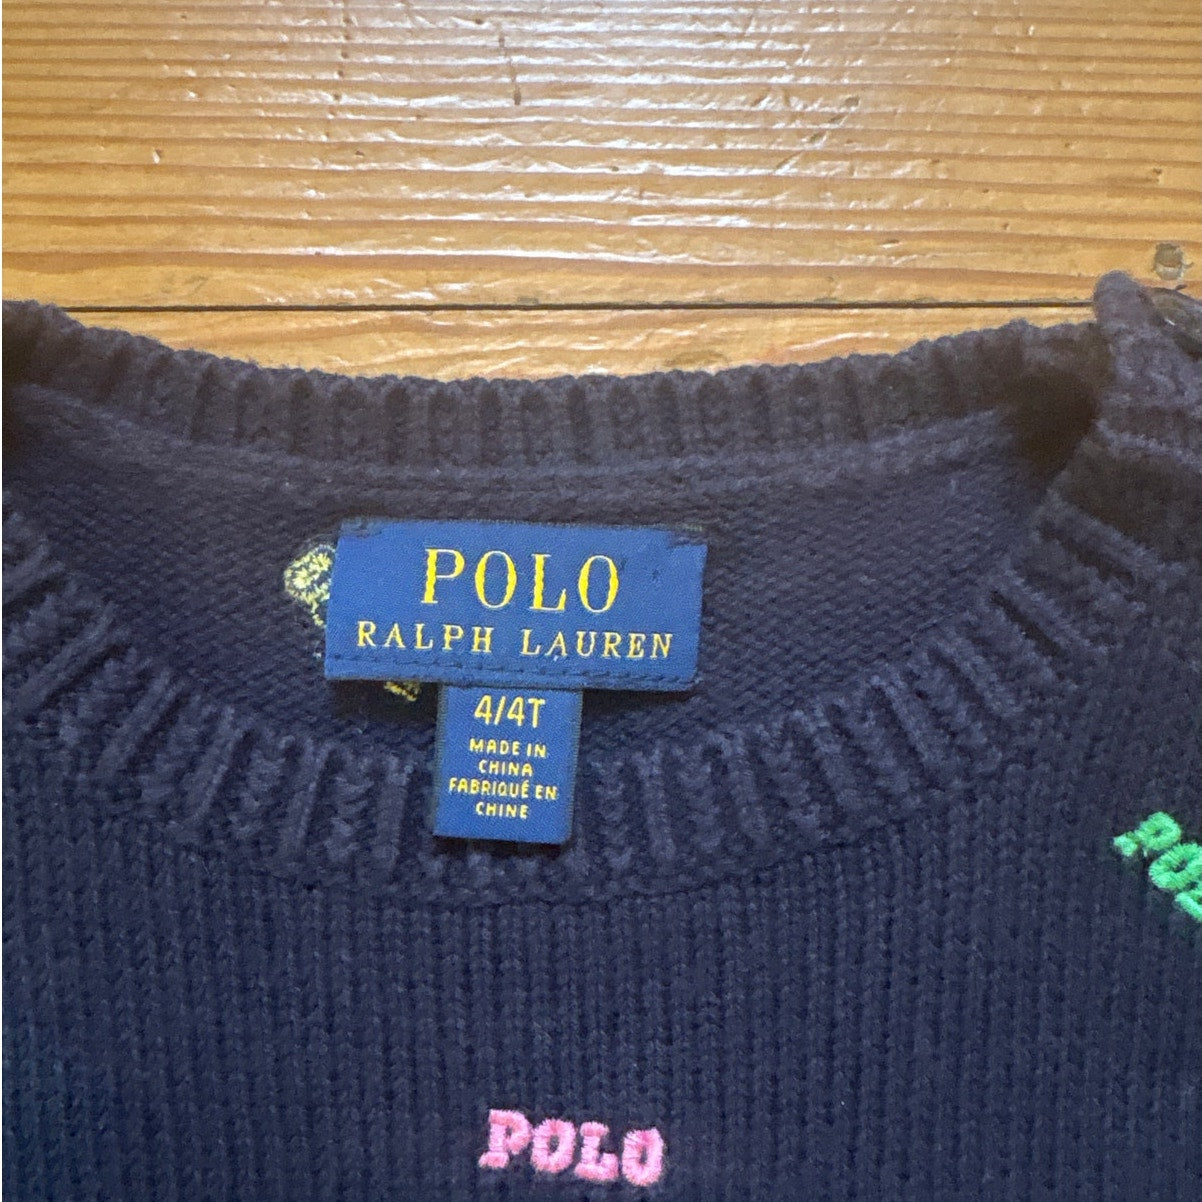 POLO
RALPH LAUREN
4/4T
MADE IN
CHINA
FABRIQUÉ EN
CHINE
POLO